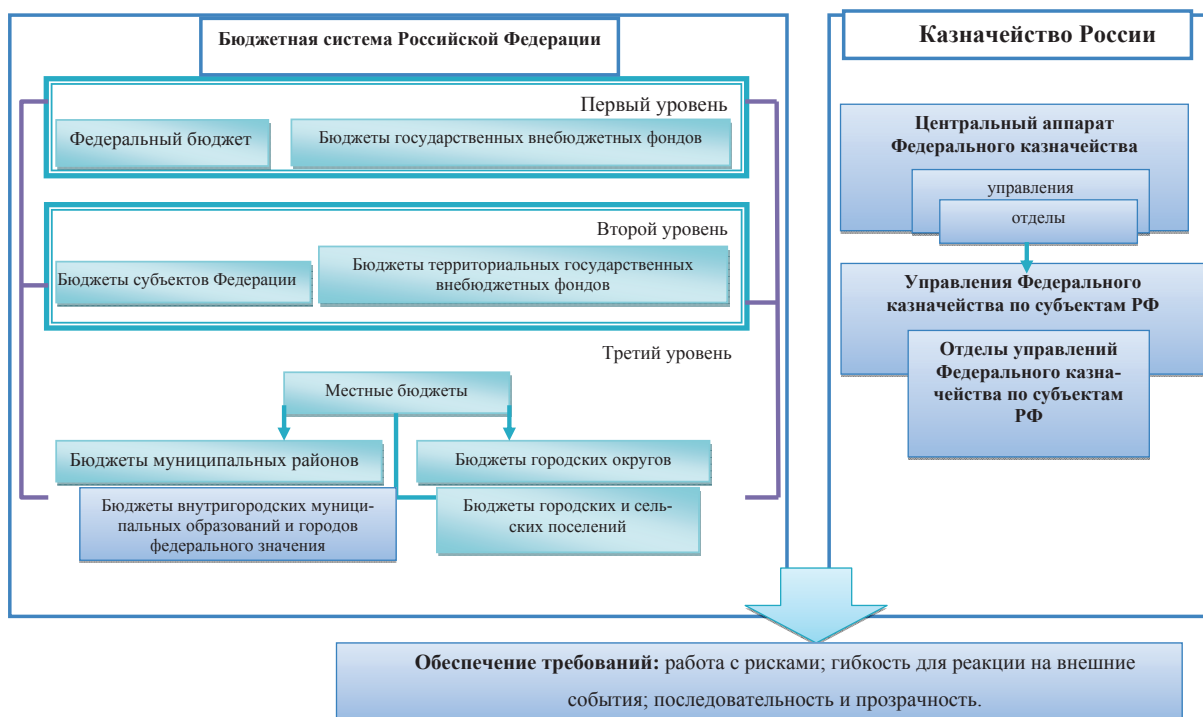 Бюджетная система Российской Федерации
Первый уровень
Федеральный бюджет
Бюджеты государственных внебюджетных фондов
Второй уровень
Бюджеты субъектов Федерации
Бюджеты территориальных государственных
внебюджетных фондов
Третий уровень
Местные бюджеты
Бюджеты муниципальных районов
Бюджеты городских округов
Бюджеты внутригородских муници-
пальных образований и городов
федерального значения
Бюджеты городских и сель-
ских поселений
Казначейство России
Центральный аппарат
Федерального казначейства
управления
отделы
Управления Федерального
казначейства по субъектам РФ
Отделы управлений
Федерального казна-
чейства по субъектам
РФ
Обеспечение требований: работа с рисками; гибкость для реакции на внешние
события; последовательность и прозрачность.